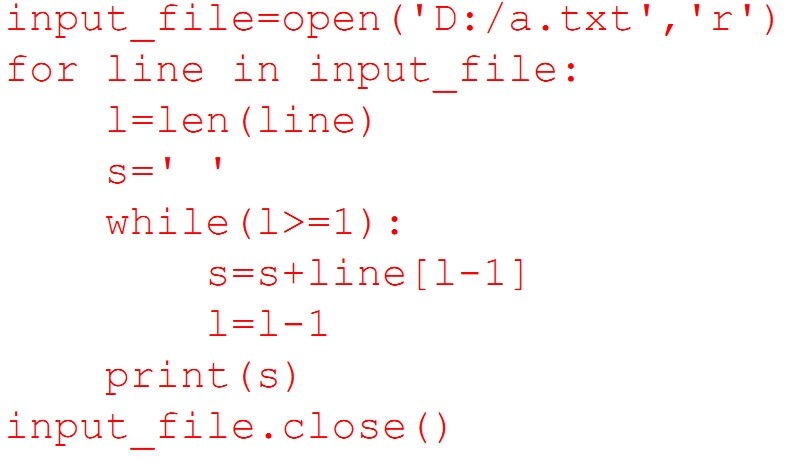 input_file=open('D:/a.txt','r')
for line in input_file:
    l=len(line)
    s=' '
    while(l>=1):
        s=s+line[l-1]
        l=l-1
    print(s)
input_file.close()